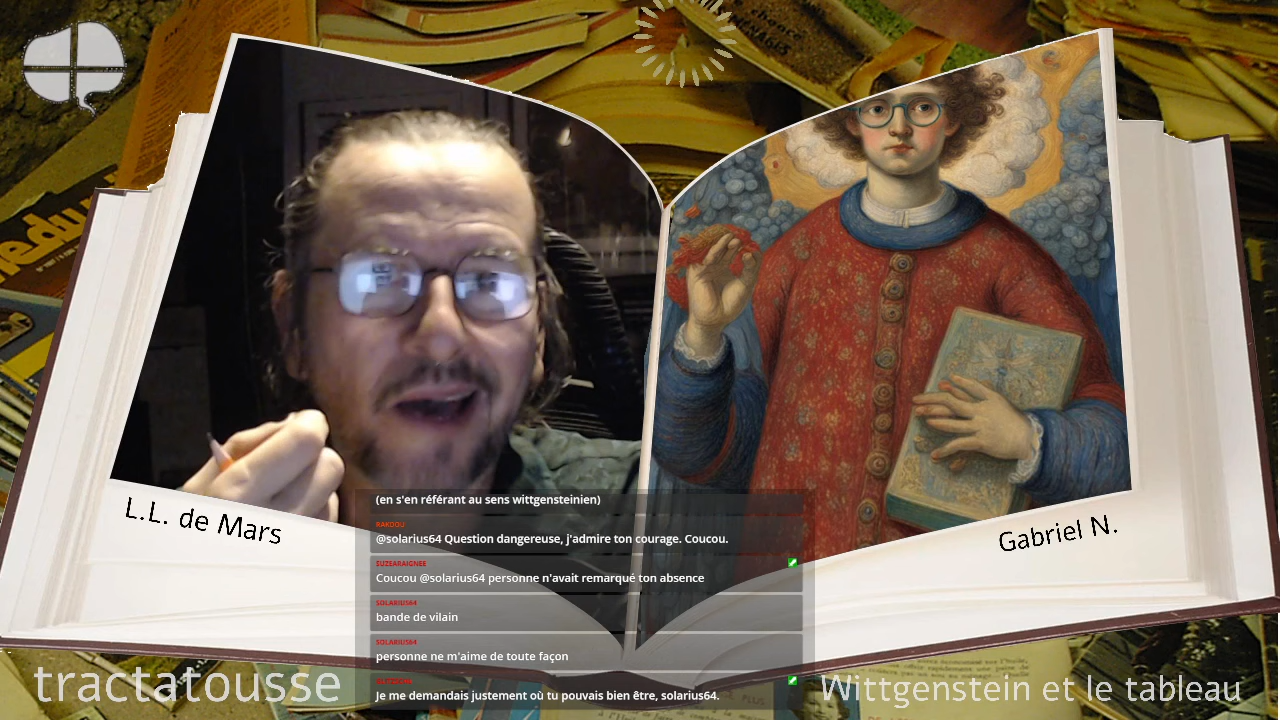 L.L. de Mars
Gabriel N.
(en s'en référant au sens wittgensteinien)
RAKDOU
@solarius64 Question dangereuse, j'admire ton courage. Coucou.
SUZEARAIGNEE
Coucou @solarius64 personne n'avait remarqué ton absence
SOLARIUS64
bande de vilain
SOLARIUS64
personne ne m'aime de toute façon
Je me demandais justement où tu pouvais bien être, solarius64.
tractatousse
Wittgenstein et le tableau